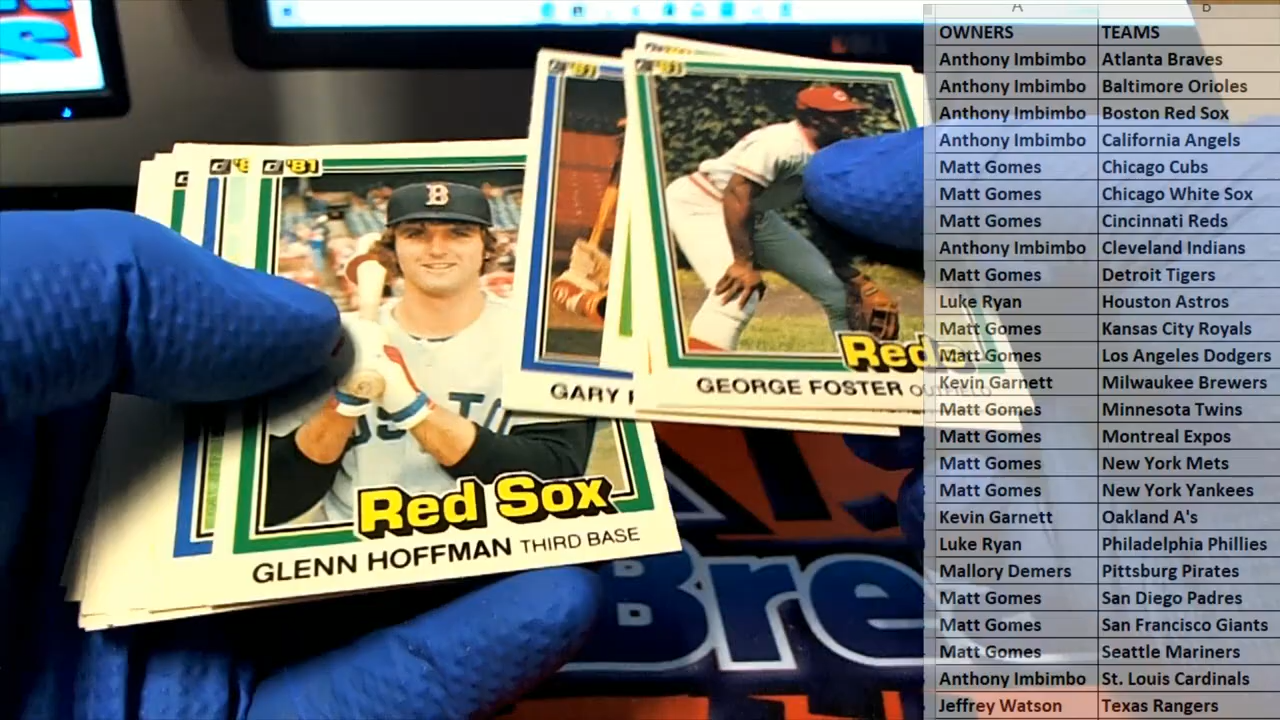 A B
OWNERS TEAMS
Anthony Imbimbo Atlanta Braves
Anthony Imbimbo Baltimore Orioles
Anthony Imbimbo Boston Red Sox
Anthony Imbimbo California Angels
Matt Gomes Chicago Cubs
Matt Gomes Chicago White Sox
Matt Gomes Cincinnati Reds
Anthony Imbimbo Cleveland Indians
Matt Gomes Detroit Tigers
Luke Ryan Houston Astros
Matt Gomes Kansas City Royals
Matt Gomes Los Angeles Dodgers
Kevin Garnett Milwaukee Brewers
Matt Gomes Minnesota Twins
Matt Gomes Montreal Expos
Matt Gomes New York Mets
Matt Gomes New York Yankees
Kevin Garnett Oakland A's
Luke Ryan Philadelphia Phillies
Mallory Demers Pittsburg Pirates
Matt Gomes San Diego Padres
Matt Gomes San Francisco Giants
Matt Gomes Seattle Mariners
Anthony Imbimbo St. Louis Cardinals
Jeffrey Watson Texas Rangers
'81
'81
'81
B
Reds
GEORGE FOSTER OUTFIELD
GARY
Red Sox
GLENN HOFFMAN THIRD BASE
Bre